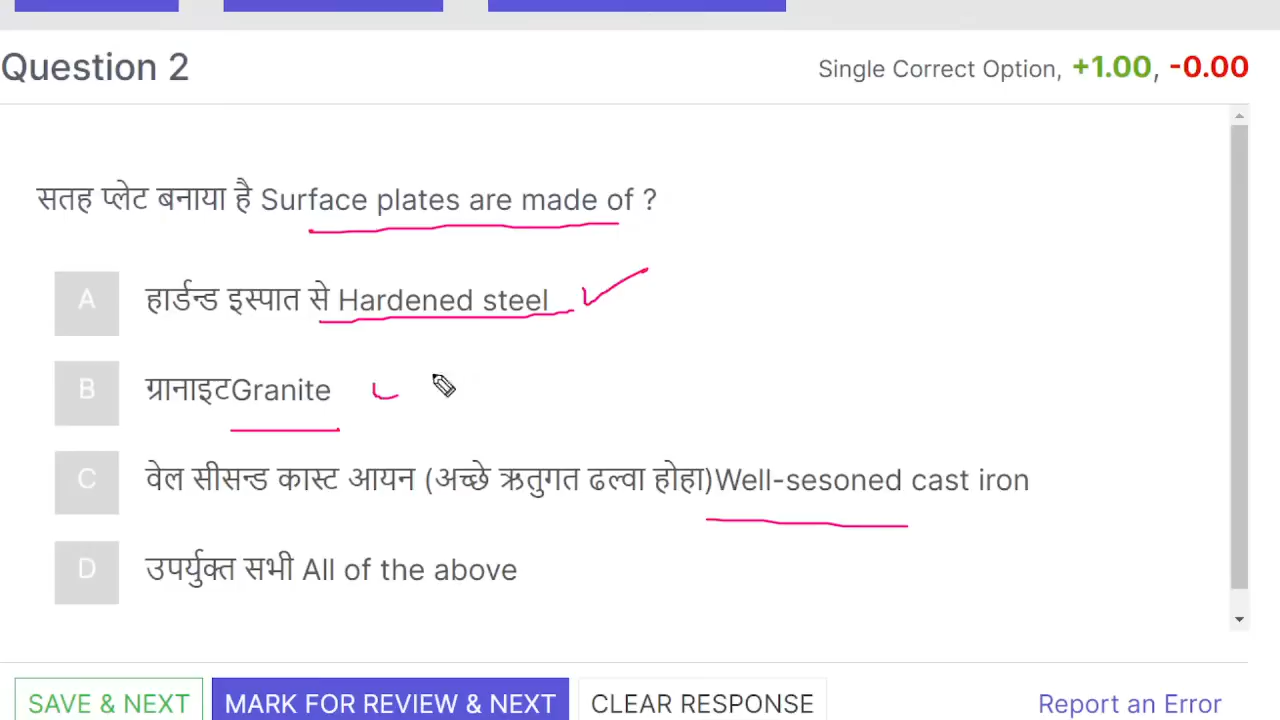 Question 2
Single Correct Option, +1.00, -0.00
सतह प्लेट बनाया है Surface plates are made of ?
A हार्डन्ड इस्पात से Hardened steel
B ग्रानाइटGranite
C वेल सीसन्ड कास्ट आयन (अच्छे ऋतुगत ढल्वा होहा)Well-sesoned cast iron
D उपर्युक्त सभी All of the above
SAVE & NEXT MARK FOR REVIEW & NEXT CLEAR RESPONSE Report an Error